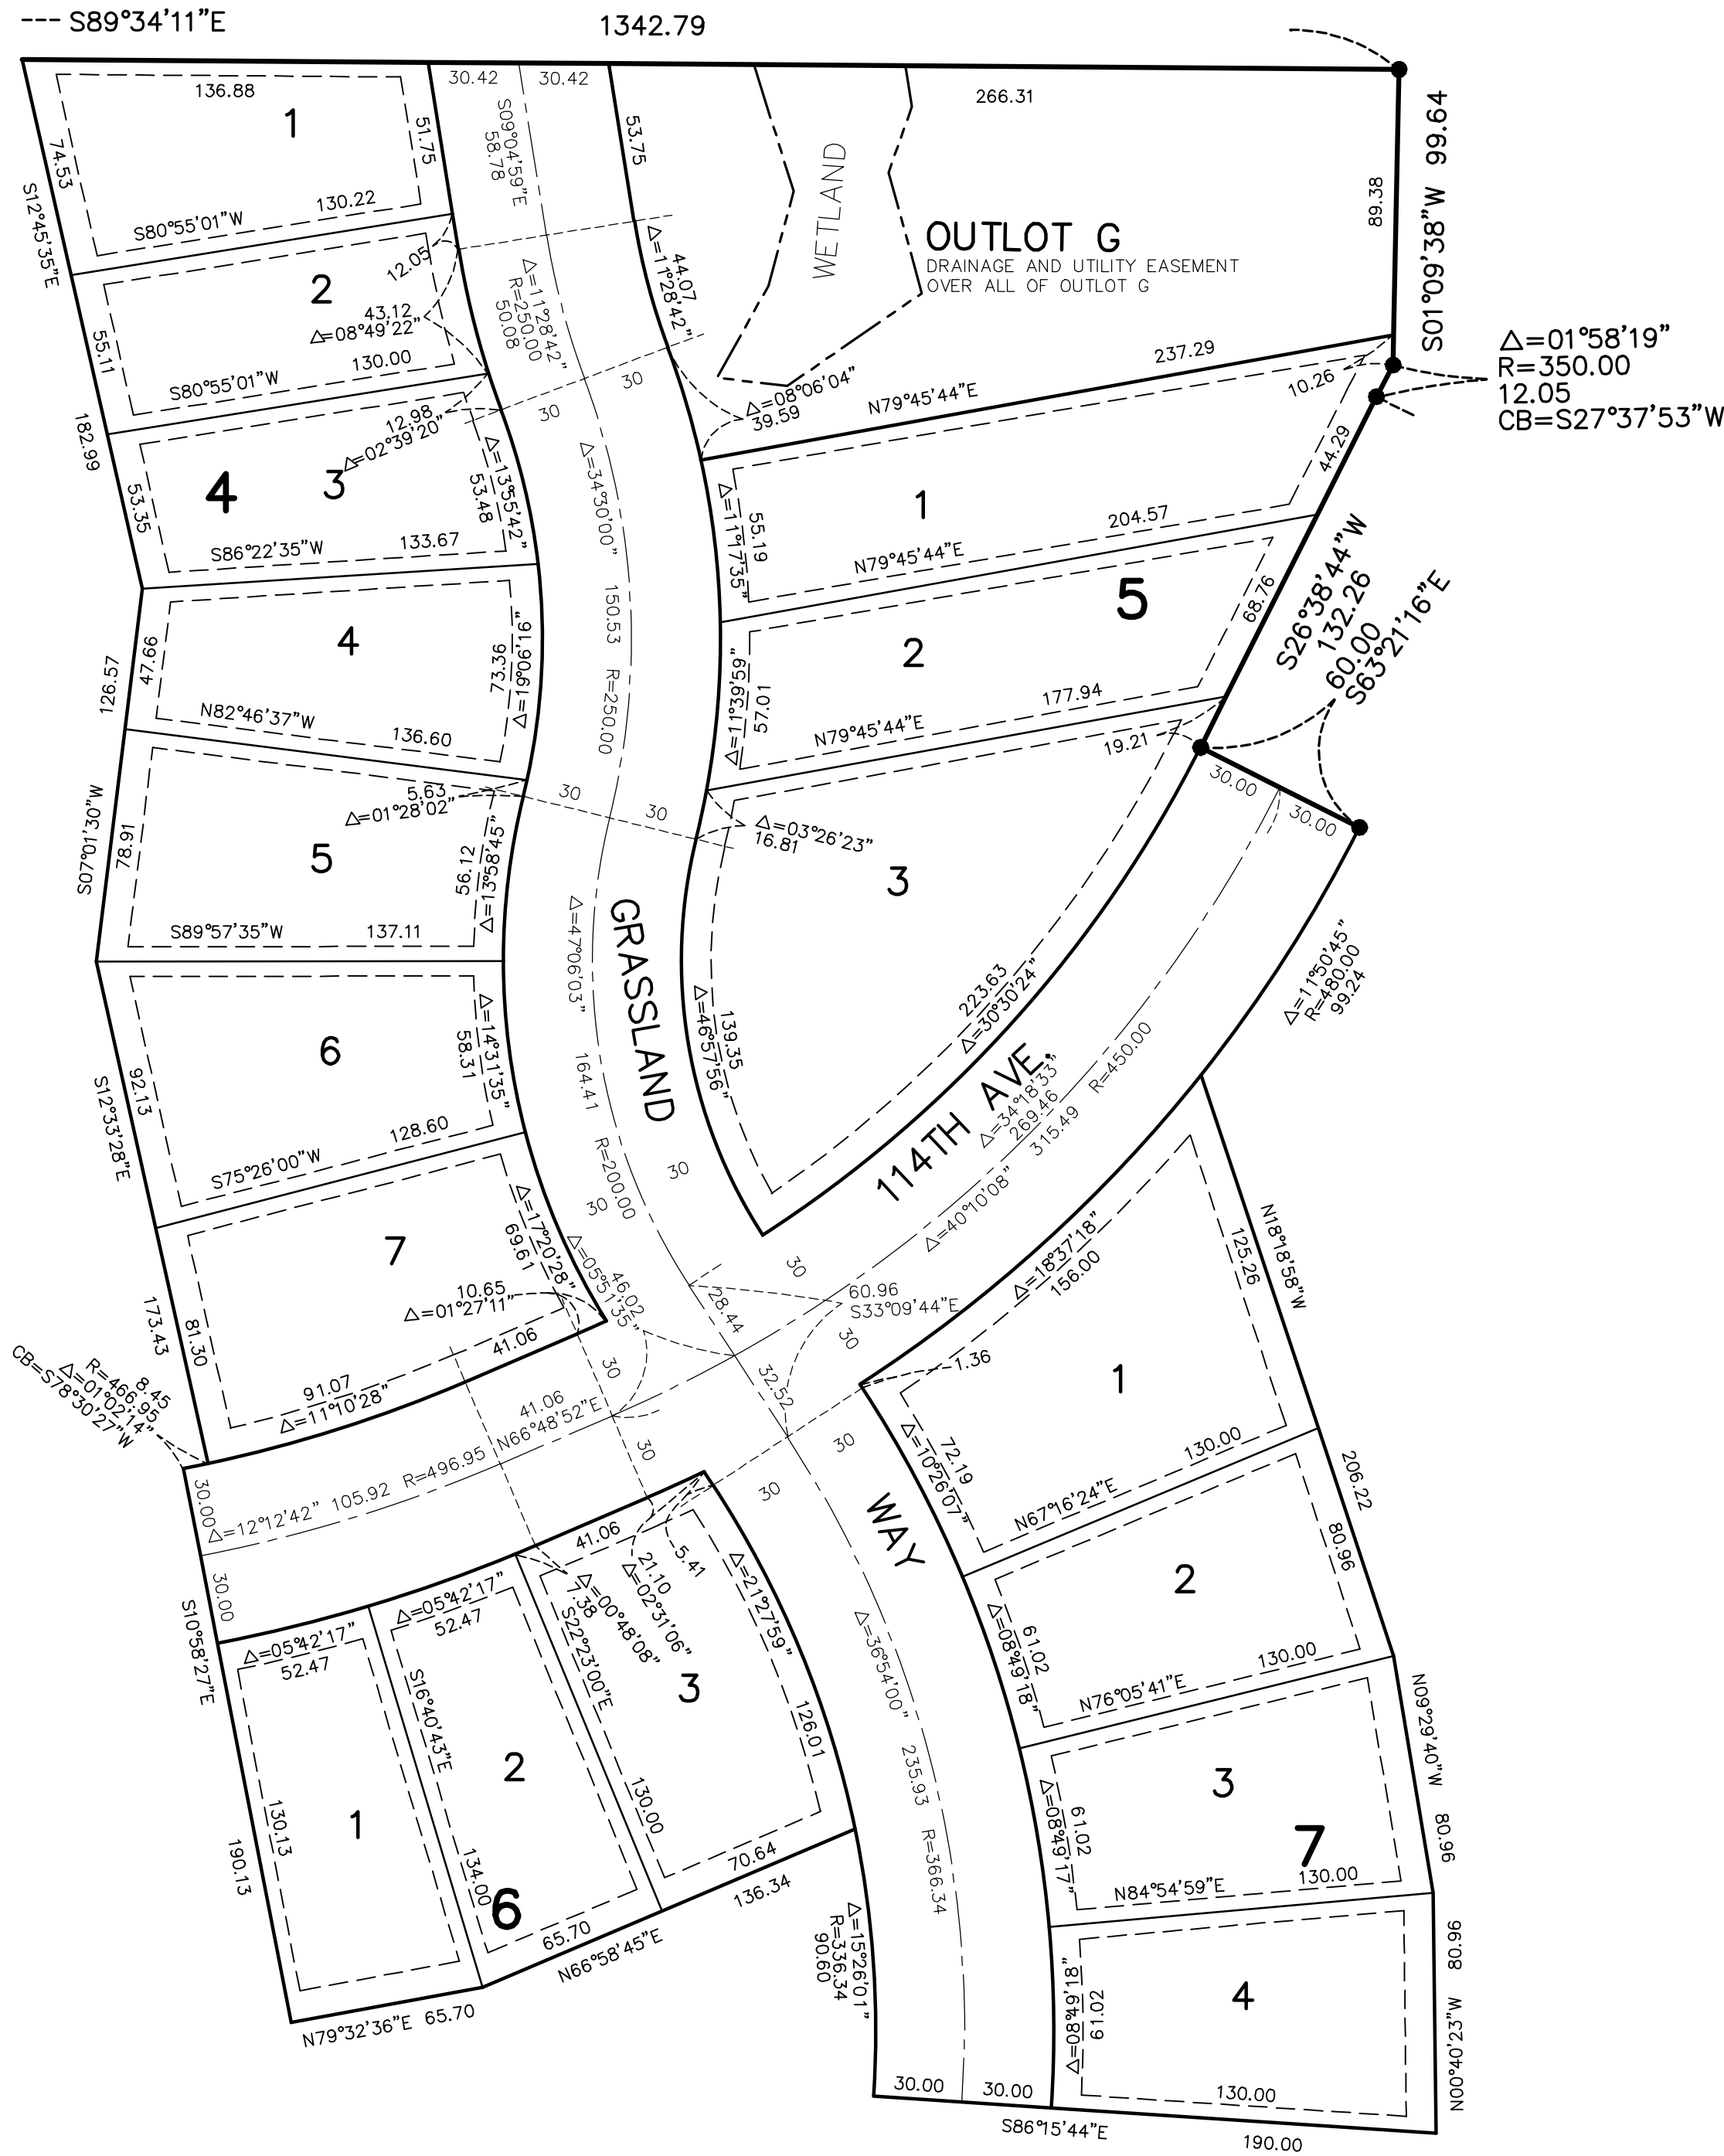 --- S89°34'11"E
1342.79
136.88
1
74.53
51.75
S12°45'35"E
S80°55'01"W
130.22
30.42
30.42
S09°04'59"E
58.78
53.75
266.31
WETLAND
OUTLOT G
DRAINAGE AND UTILITY EASEMENT
OVER ALL OF OUTLOT G
89.38
S01°09'38"W 99.64
Δ=01°58'19"
R=350.00
12.05
CB=S27°37'53"W
2
12.05
43.12
Δ=08°49'22"
55.11
S80°55'01"W
130.00
182.99
Δ=11°28'42"
R=250.00
50.08
44.07
Δ=11°28'42"
30
30
Δ=08°06'04"
39.59
N79°45'44"E
237.29
10.26
12.98
Δ=02°39'20"
4
3
53.35
S86°22'35"W
133.67
Δ=13°55'42"
53.48
Δ=34°30'00"
150.53
R=250.00
1
55.19
Δ=11°17'35"
N79°45'44"E
204.57
44.29
5
68.76
S26°38'44"W
132.26
60.00
S63°21'16"E
4
47.66
126.57
73.36
Δ=19°06'16"
N82°46'37"W
136.60
2
Δ=11°39'59"
57.01
N79°45'44"E
177.94
19.21
30.00
30.00
5.63
Δ=01°28'02"
30
30
Δ=03°26'23"
16.81
S07°01'30"W
78.91
5
56.12
Δ=13°58'45"
S89°57'35"W
137.11
3
GRASSLAND
Δ=47°06'03"
164.41
R=200.00
139.35
Δ=46°57'56"
223.63
Δ=30°30'24"
Δ=11°50'45"
R=480.00
99.24
114TH AVE.
Δ=34°18'33"
269.46
315.49
R=450.00
Δ=40°10'08"
6
Δ=14°31'35"
58.31
S12°33'28"E
92.13
S75°26'00"W
128.60
30
30
7
Δ=17°20'28"
69.61
10.65
Δ=01°27'11"
173.43
81.30
91.07
Δ=11°10'28"
41.06
Δ=05°51'35"
46.02
28.44
60.96
S33°09'44"E
30
30
30
30
32.52
1.36
Δ=18°37'18"
156.00
125.26
N18°18'58"W
8.45
R=466.95
Δ=01°02'14"
CB=S78°30'27"W
30.00
30.00
Δ=12°12'42" 105.92 R=496.95
41.06
N66°48'52"E
30
30
S10°58'27"E
Δ=05°42'17"
52.47
Δ=05°42'17"
52.47
41.06
Δ=00°48'08"
7.38
21.10
Δ=02°31'06"
5.41
Δ=21°27'59"
126.01
S16°40'43"E
134.00
S22°23'00"E
130.00
1
2
3
6
130.13
190.13
65.70
70.64
136.34
N66°58'45"E
N79°32'36"E 65.70
WAY
Δ=36°54'00"
235.93
R=366.34
Δ=15°26'01"
R=336.34
90.60
30.00
30.00
S86°15'44"E
190.00
1
72.19
Δ=10°26'07"
N67°16'24"E
130.00
206.22
80.96
2
61.02
Δ=08°49'18"
N76°05'41"E
130.00
N09°29'40"W
80.96
3
7
61.02
Δ=08°49'17"
N84°54'59"E
130.00
4
Δ=08°49'18"
61.02
130.00
N00°40'23"W 80.96